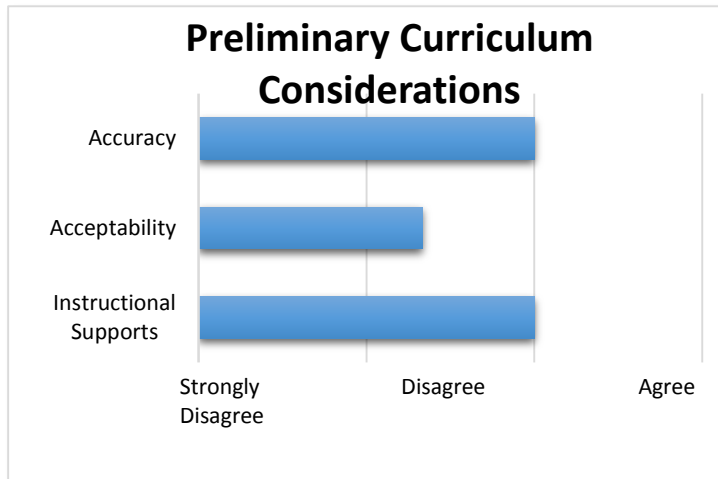 Preliminary Curriculum
Considerations
Accuracy
Acceptability
Instructional
Supports
Strongly
Disagree
Disagree
Agree